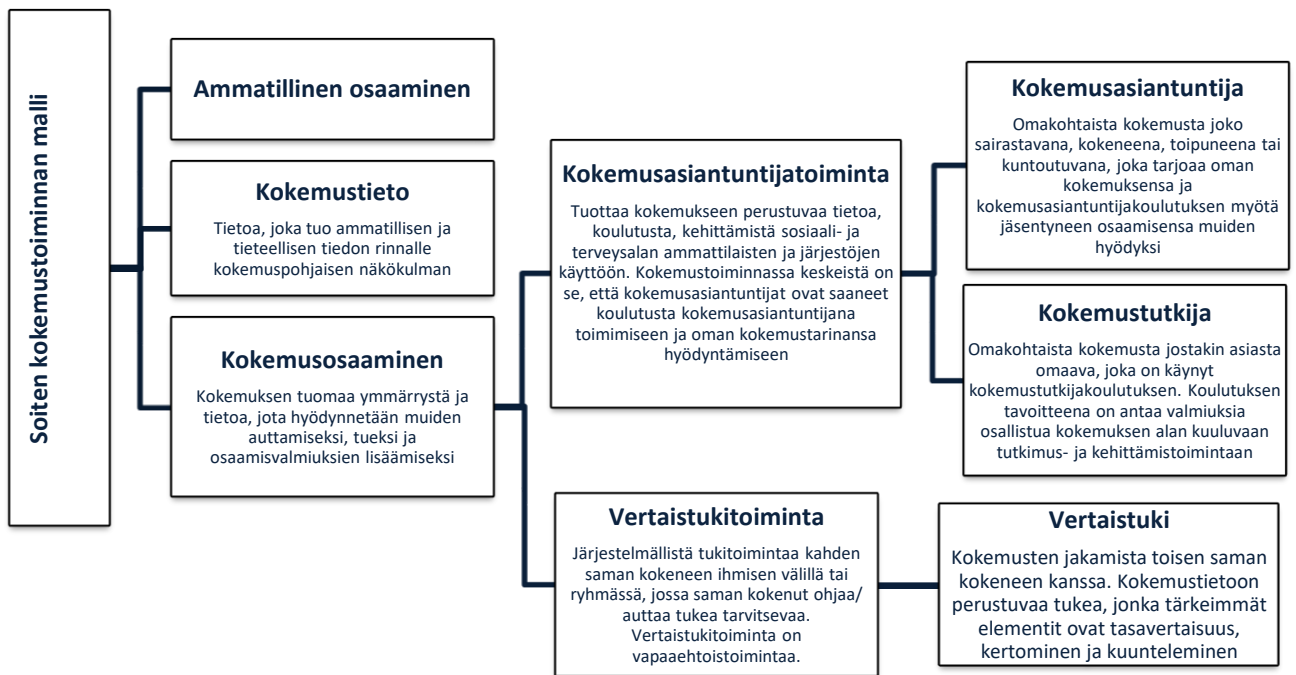 Soiten kokemustoiminnan malli
Ammatillinen osaaminen
Kokemustieto
Tietoa, joka tuo ammatillisen ja
tieteellisen tiedon rinnalle
kokemuspohjaisen näkökulman
Kokemusosaaminen
Kokemuksen tuomaa ymmärrystä ja
tietoa, jota hyödynnetään muiden
auttamiseksi, tueksi ja
osaamisvalmiuksien lisäämiseksi
Kokemusasiantuntijatoiminta
Tuottaa kokemukseen perustuvaa tietoa,
koulutusta, kehittämistä sosiaali- ja
terveysalan ammattilaisten ja järjestöjen
käyttöön. Kokemustoiminnassa keskeistä on
se, että kokemusasiantuntijat ovat saaneet
koulutusta kokemusasiantuntijana
toimimiseen ja oman kokemustarinansa
hyödyntämiseen
Vertaistukitoiminta
Järjestelmällistä tukitoimintaa kahden
saman kokeneen ihmisen välillä tai
ryhmässä, jossa saman kokenut ohjaa/
auttaa tukea tarvitsevaa.
Vertaistukitoiminta on
vapaaehtoistoimintaa.
Kokemusasiantuntija
Omakohtaista kokemusta joko
sairastavana, kokeneena, toipuneena tai
kuntoutuvana, joka tarjoaa oman
kokemuksensa ja
kokemusasiantuntijakoulutuksen myötä
jäsentyneen osaamisensa muiden
hyödyksi
Kokemustutkija
Omakohtaista kokemusta jostakin asiasta
omaava, joka on käynyt
kokemustutkijakoulutuksen. Koulutuksen
tavoitteena on antaa valmiuksia
osallistua kokemuksen alan kuuluvaan
tutkimus- ja kehittämistoimintaan
Vertaistuki
Kokemusten jakamista toisen saman
kokeneen kanssa. Kokemustietoon
perustuvaa tukea, jonka tärkeimmät
elementit ovat tasavertaisuus,
kertominen ja kuunteleminen